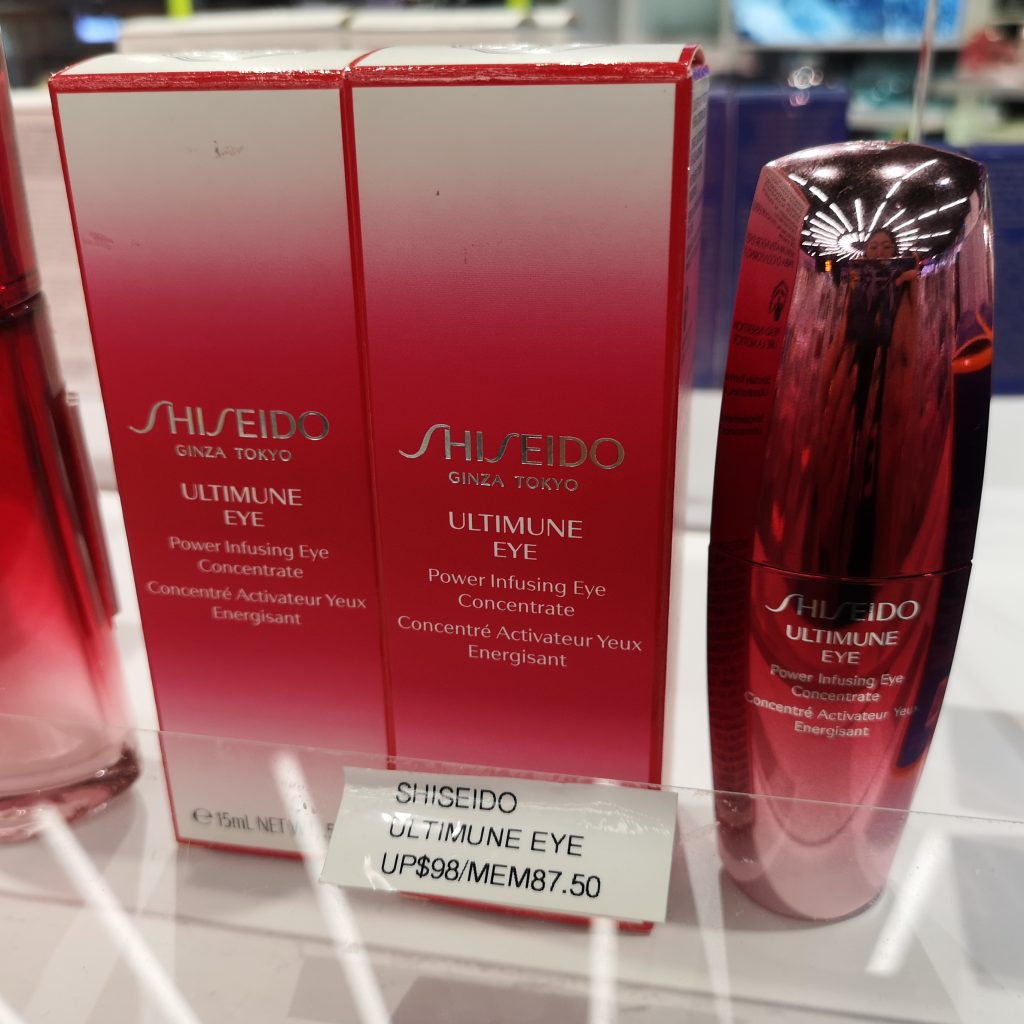 SHISEIDO
GINZA TOKYO
ULTIMUNE
EYE
Power Infusing Eye
Concentrate
Concentré Activateur Yeux
Energisant
℮ 15mL NET
SHISEIDO
GINZA TOKYO
ULTIMUNE
EYE
Power Infusing Eye
Concentrate
Concentré Activateur Yeux
Energisant
SHISEIDO
ULTIMUNE
EYE
Power Infusing Eye
Concentrate
Concentré Activateur Yeux
Energisant
SHISEIDO
ULTIMUNE EYE
UP$98/MEM87.50